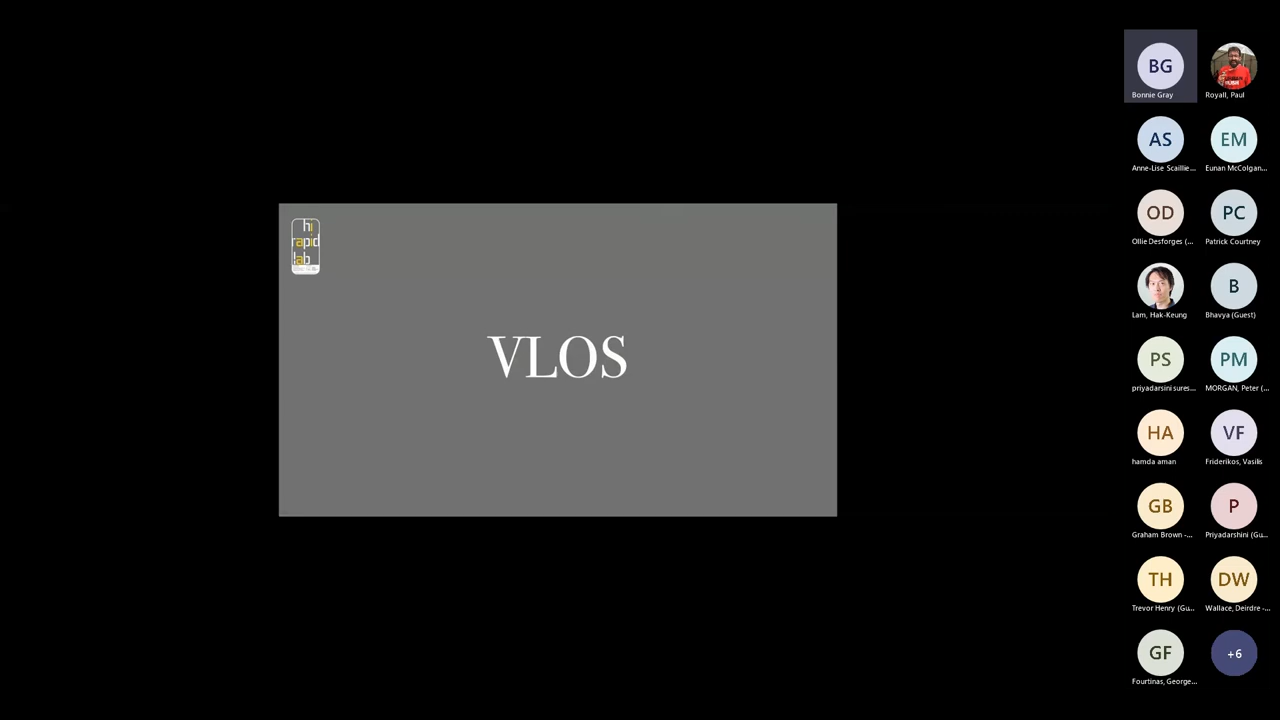 hi
rapid
lab
VLOS
BG
Bonnie Gray
Royall, Paul
AS
Anne-Lise Scaillie...
EM
Eunan McColgan...
OD
Ollie Desforges (...
PC
Patrick Courtney
Lam, Hak-Keung
B
Bhavya (Guest)
PS
priyadarsini sures...
PM
MORGAN, Peter (...
HA
hamda aman
VF
Friderikos, Vasilis
GB
Graham Brown -...
P
Priyadarshini (Gu...
TH
Trevor Henry (Gu...
DW
Wallace, Deirdre -...
GF
Fourtinas, George...
+6